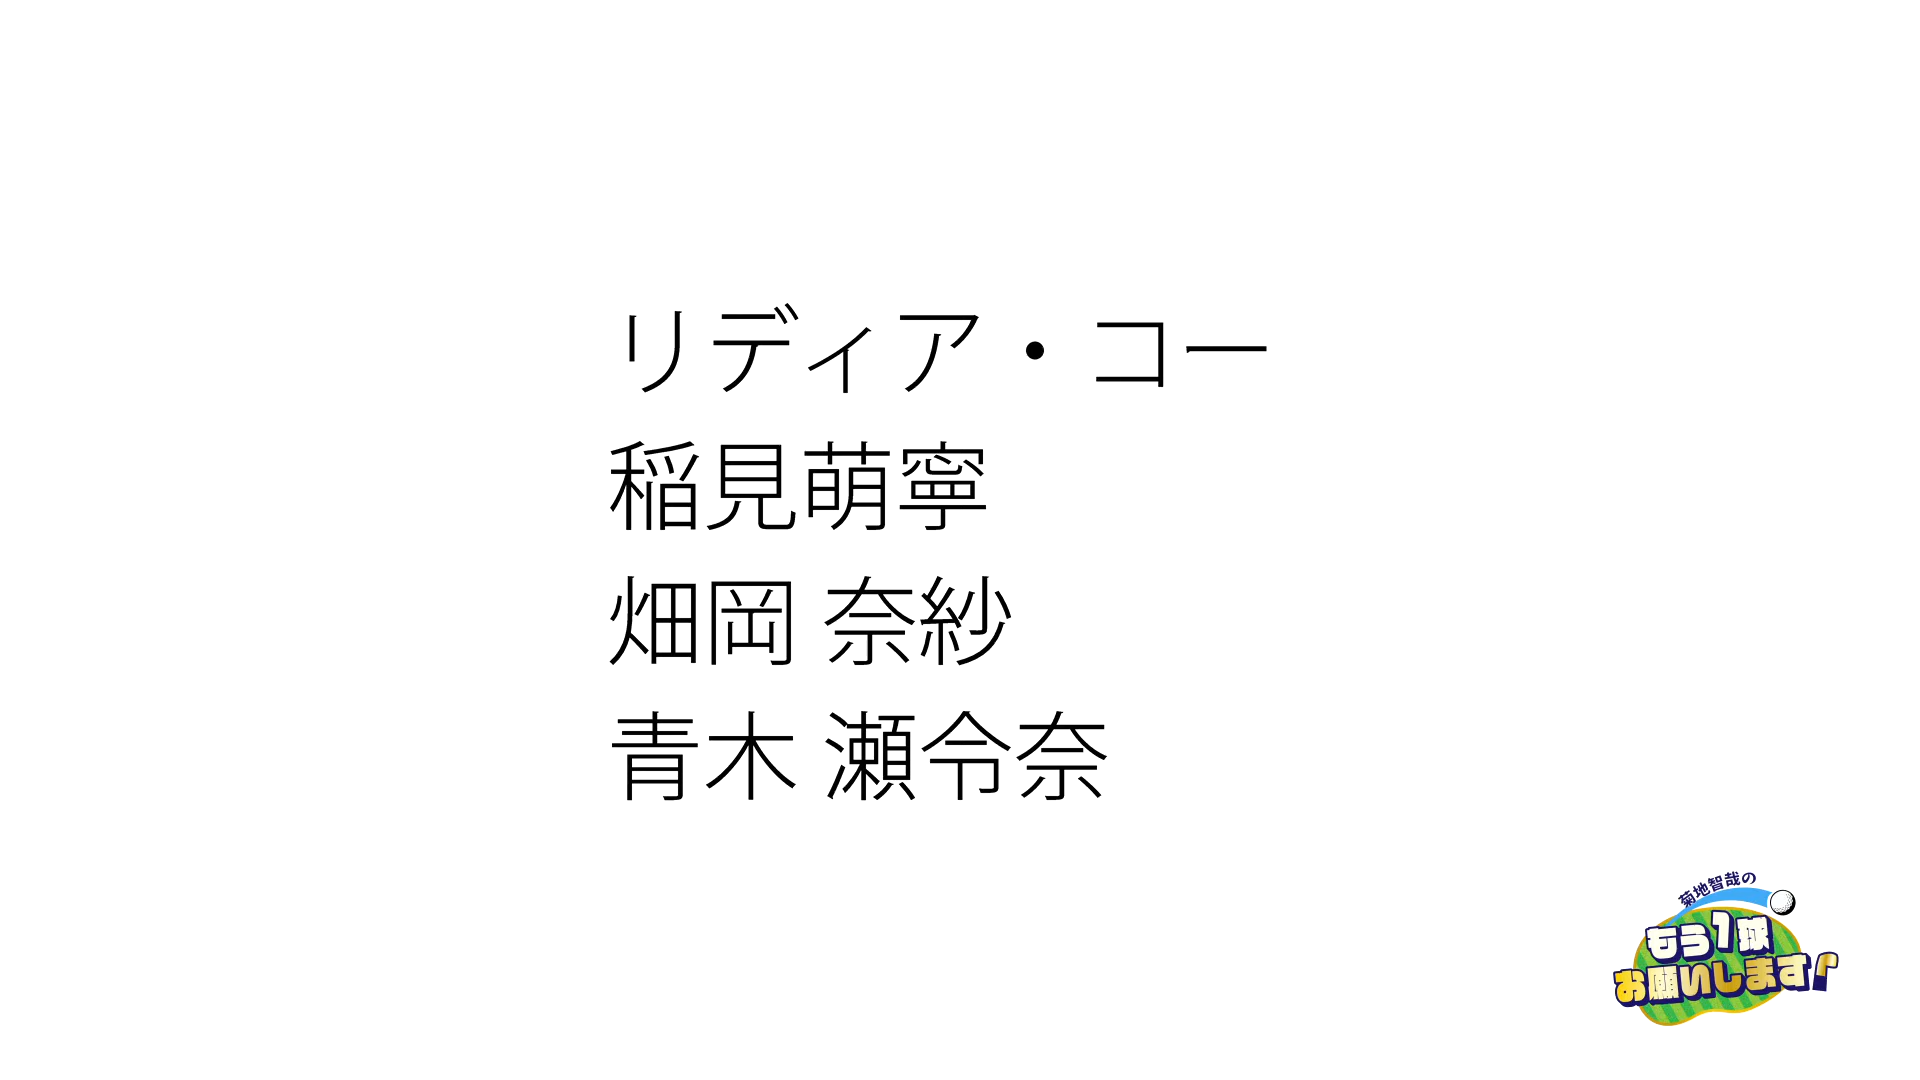 リディア・コー
稲見萌寧
畑岡 奈紗
青木 瀬令奈
菊地智哉の
もう1球
お願いします!